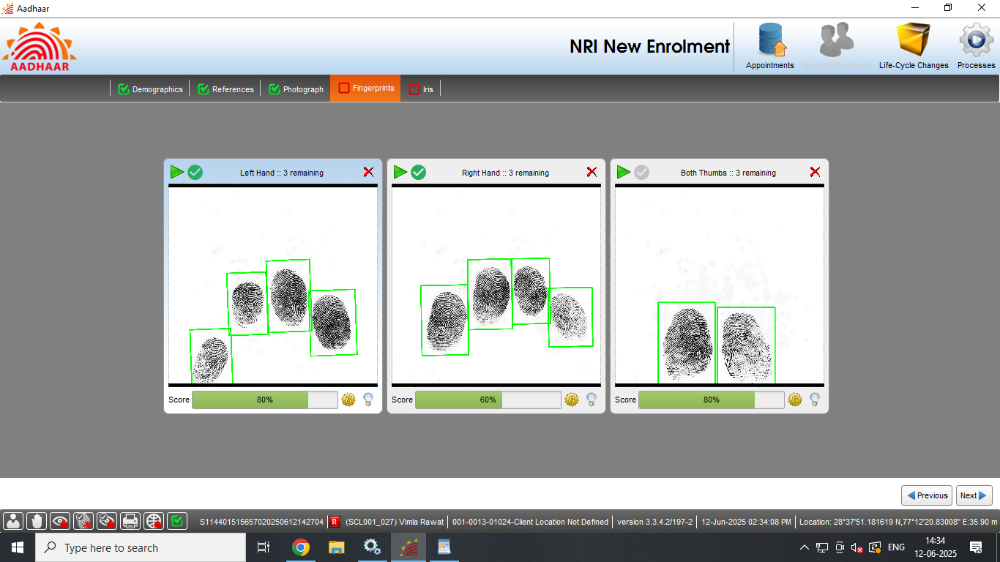 Aadhaar
AADHAAR
NRI New Enrolment
Appointments
Resident Enrolment
Life-Cycle Changes
Processes
Demographics
References
Photograph
Fingerprints
Iris
Left Hand :: 3 remaining
Right Hand :: 3 remaining
Both Thumbs :: 3 remaining
Score 80%
Score 60%
Score 80%
Previous
Next
S1144015156570202506121427​04 R (SCL001_027) Vimla Rawat 001-0013-01024-Client Location Not Defined version 3.3.4.2/197-2 12-Jun-2025 02:34:08 PM Location: 28°37'51.181619 N,77°12'20.83008" E:35.90 m
Type here to search
ENG
14:34
12-06-2025